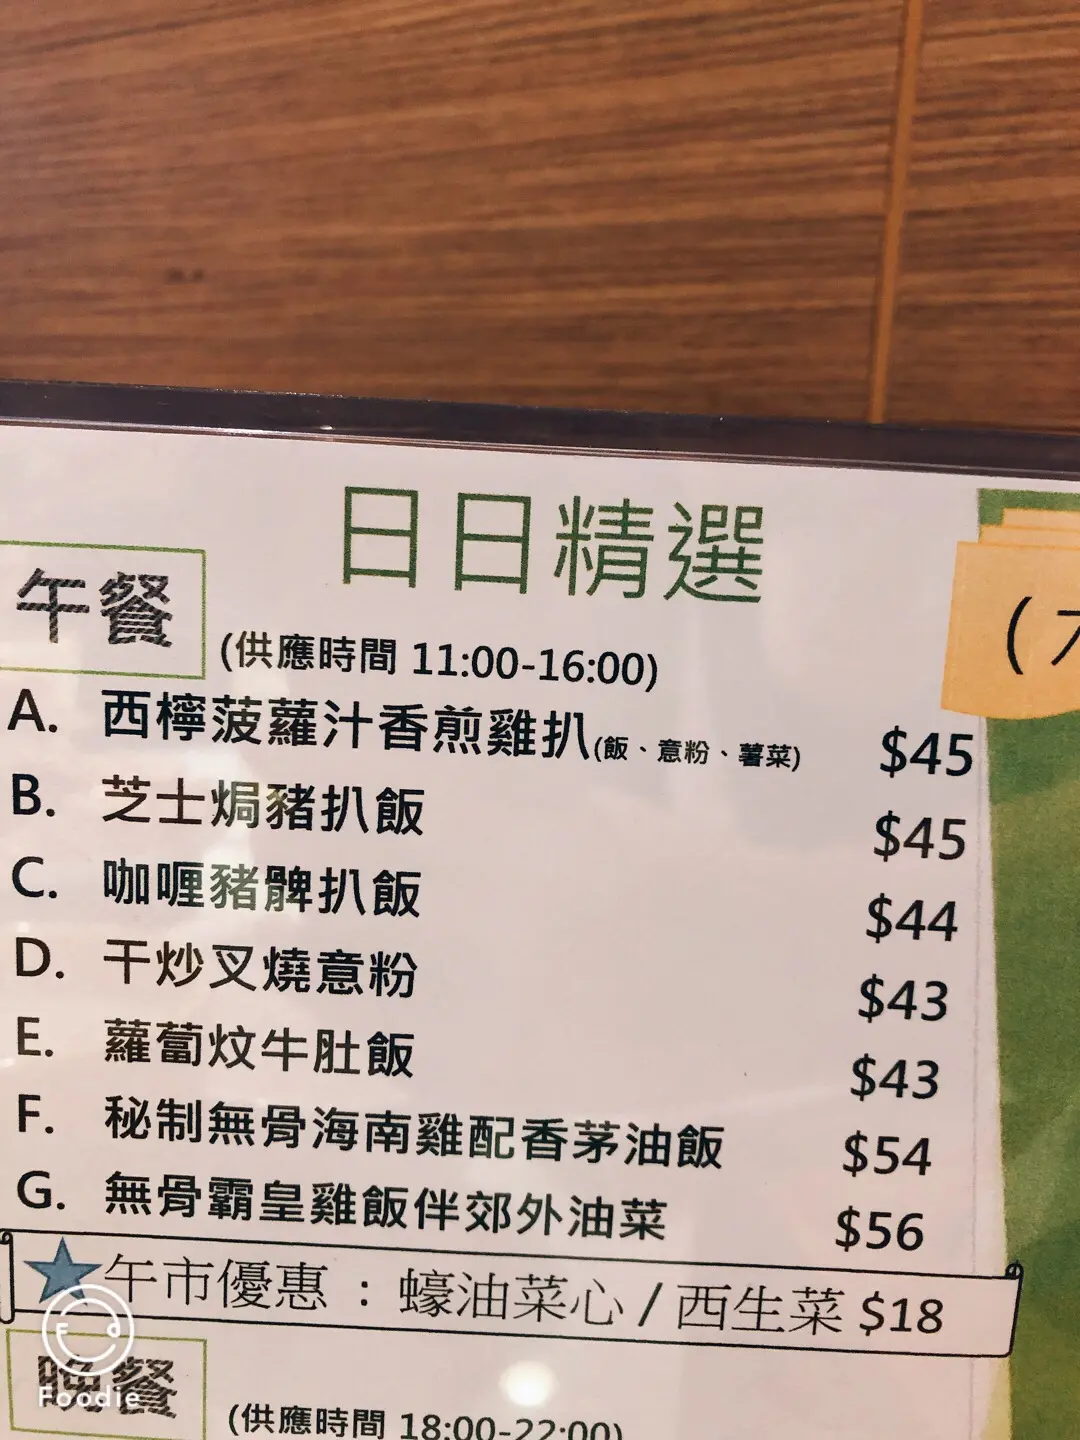 日日精選
午餐 (供應時間 11:00-16:00)
A. 西檸菠蘿汁香煎雞扒(飯、意粉、薯菜) $45
B. 芝士焗豬扒飯 $45
C. 咖喱豬髀扒飯 $44
D. 干炒叉燒意粉 $43
E. 蘿蔔炆牛肚飯 $43
F. 秘制無骨海南雞配香茅油飯 $54
G. 無骨霸皇雞飯伴郊外油菜 $56
午市優惠：蠔油菜心 / 西生菜 $18
晚餐 (供應時間 18:00-22:00)
Foodie